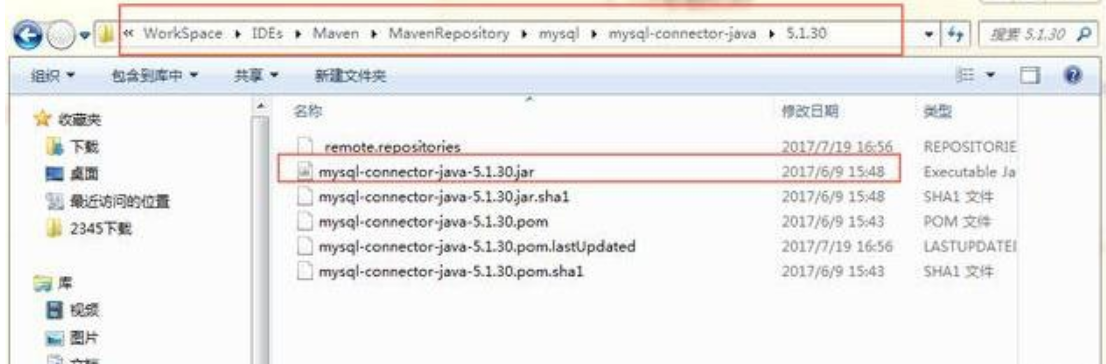 « WorkSpace ▸ IDEs ▸ Maven ▸ MavenRepository ▸ mysql ▸ mysql-connector-java ▸ 5.1.30
搜索 5.1.30
组织 包含到库中 共享 新建文件夹
名称 修改日期 类型
收藏夹
下载
桌面
最近访问的位置
2345下载
库
视频
图片
文档
_remote.repositories 2017/7/19 16:56 REPOSITORIE
mysql-connector-java-5.1.30.jar 2017/6/9 15:48 Executable Ja
mysql-connector-java-5.1.30.jar.sha1 2017/6/9 15:48 SHA1 文件
mysql-connector-java-5.1.30.pom 2017/6/9 15:43 POM 文件
mysql-connector-java-5.1.30.pom.lastUpdated 2017/7/19 16:56 LASTUPDATEI
mysql-connector-java-5.1.30.pom.sha1 2017/6/9 15:43 SHA1 文件